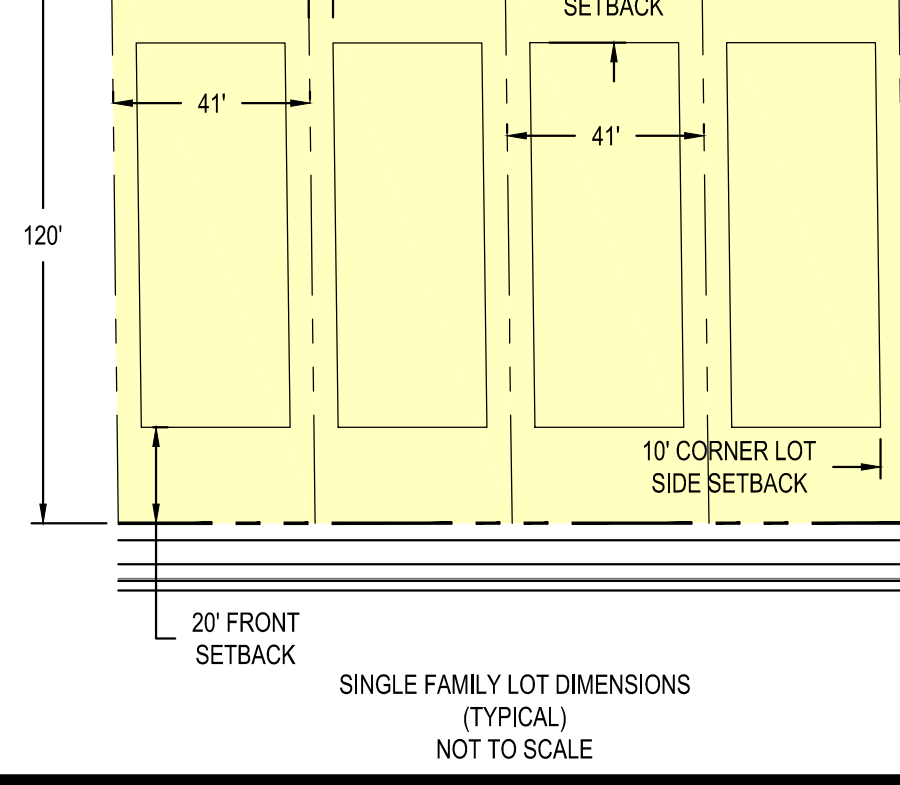 SETBACK
41'
41'
120'
10' CORNER LOT
SIDE SETBACK
20' FRONT
SETBACK
SINGLE FAMILY LOT DIMENSIONS
(TYPICAL)
NOT TO SCALE